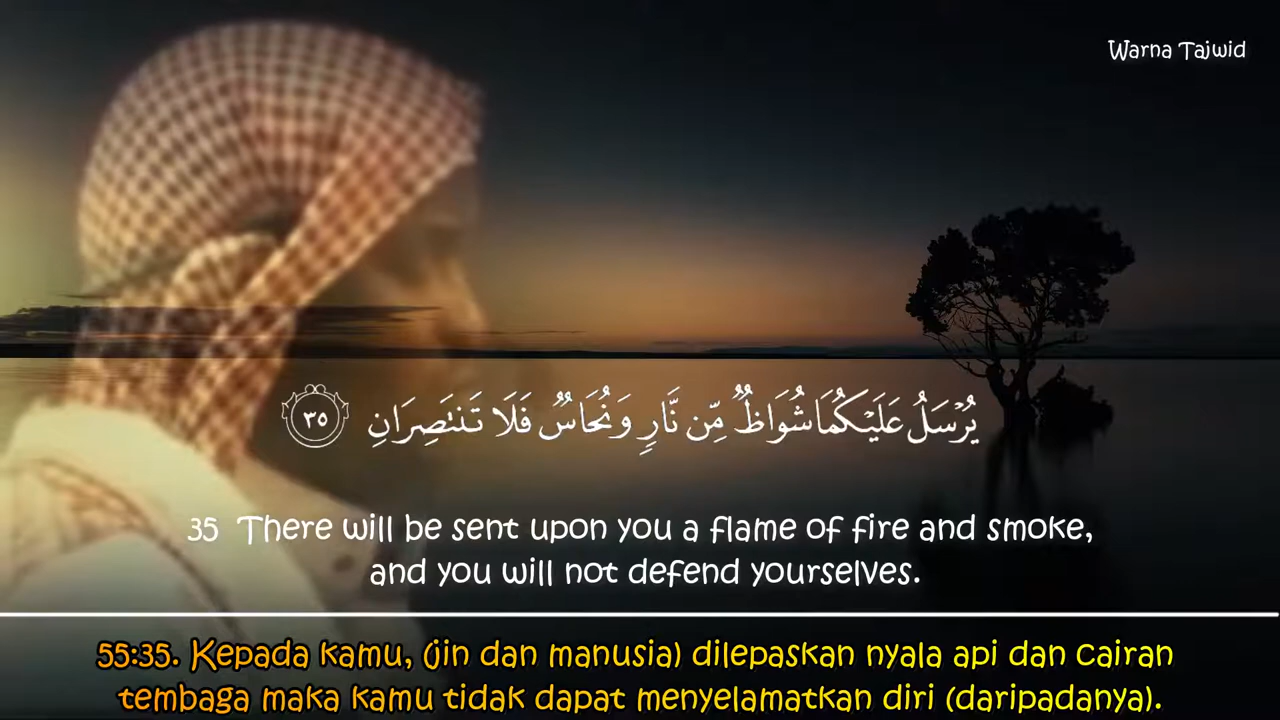 Warna Tajwid
يُرْسَلُ عَلَيْكُمَا شُوَاظٌ مِّن نَّارٍ وَنُحَاسٌ فَلَا تَنتَصِرَانِ ٣٥
35 There will be sent upon you a flame of fire and smoke,
and you will not defend yourselves.
55:35. Kepada kamu, (jin dan manusia) dilepaskan nyala api dan cairan
tembaga maka kamu tidak dapat menyelamatkan diri (daripadanya).